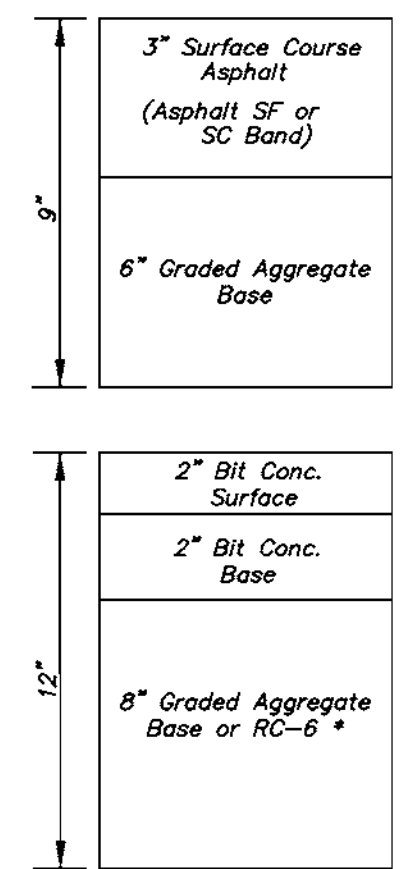 3" Surface Course
Asphalt
(Asphalt SF or
SC Band)
9"
6" Graded Aggregate
Base
2" Bit Conc.
Surface
2" Bit Conc.
Base
12"
8" Graded Aggregate
Base or RC-6 *